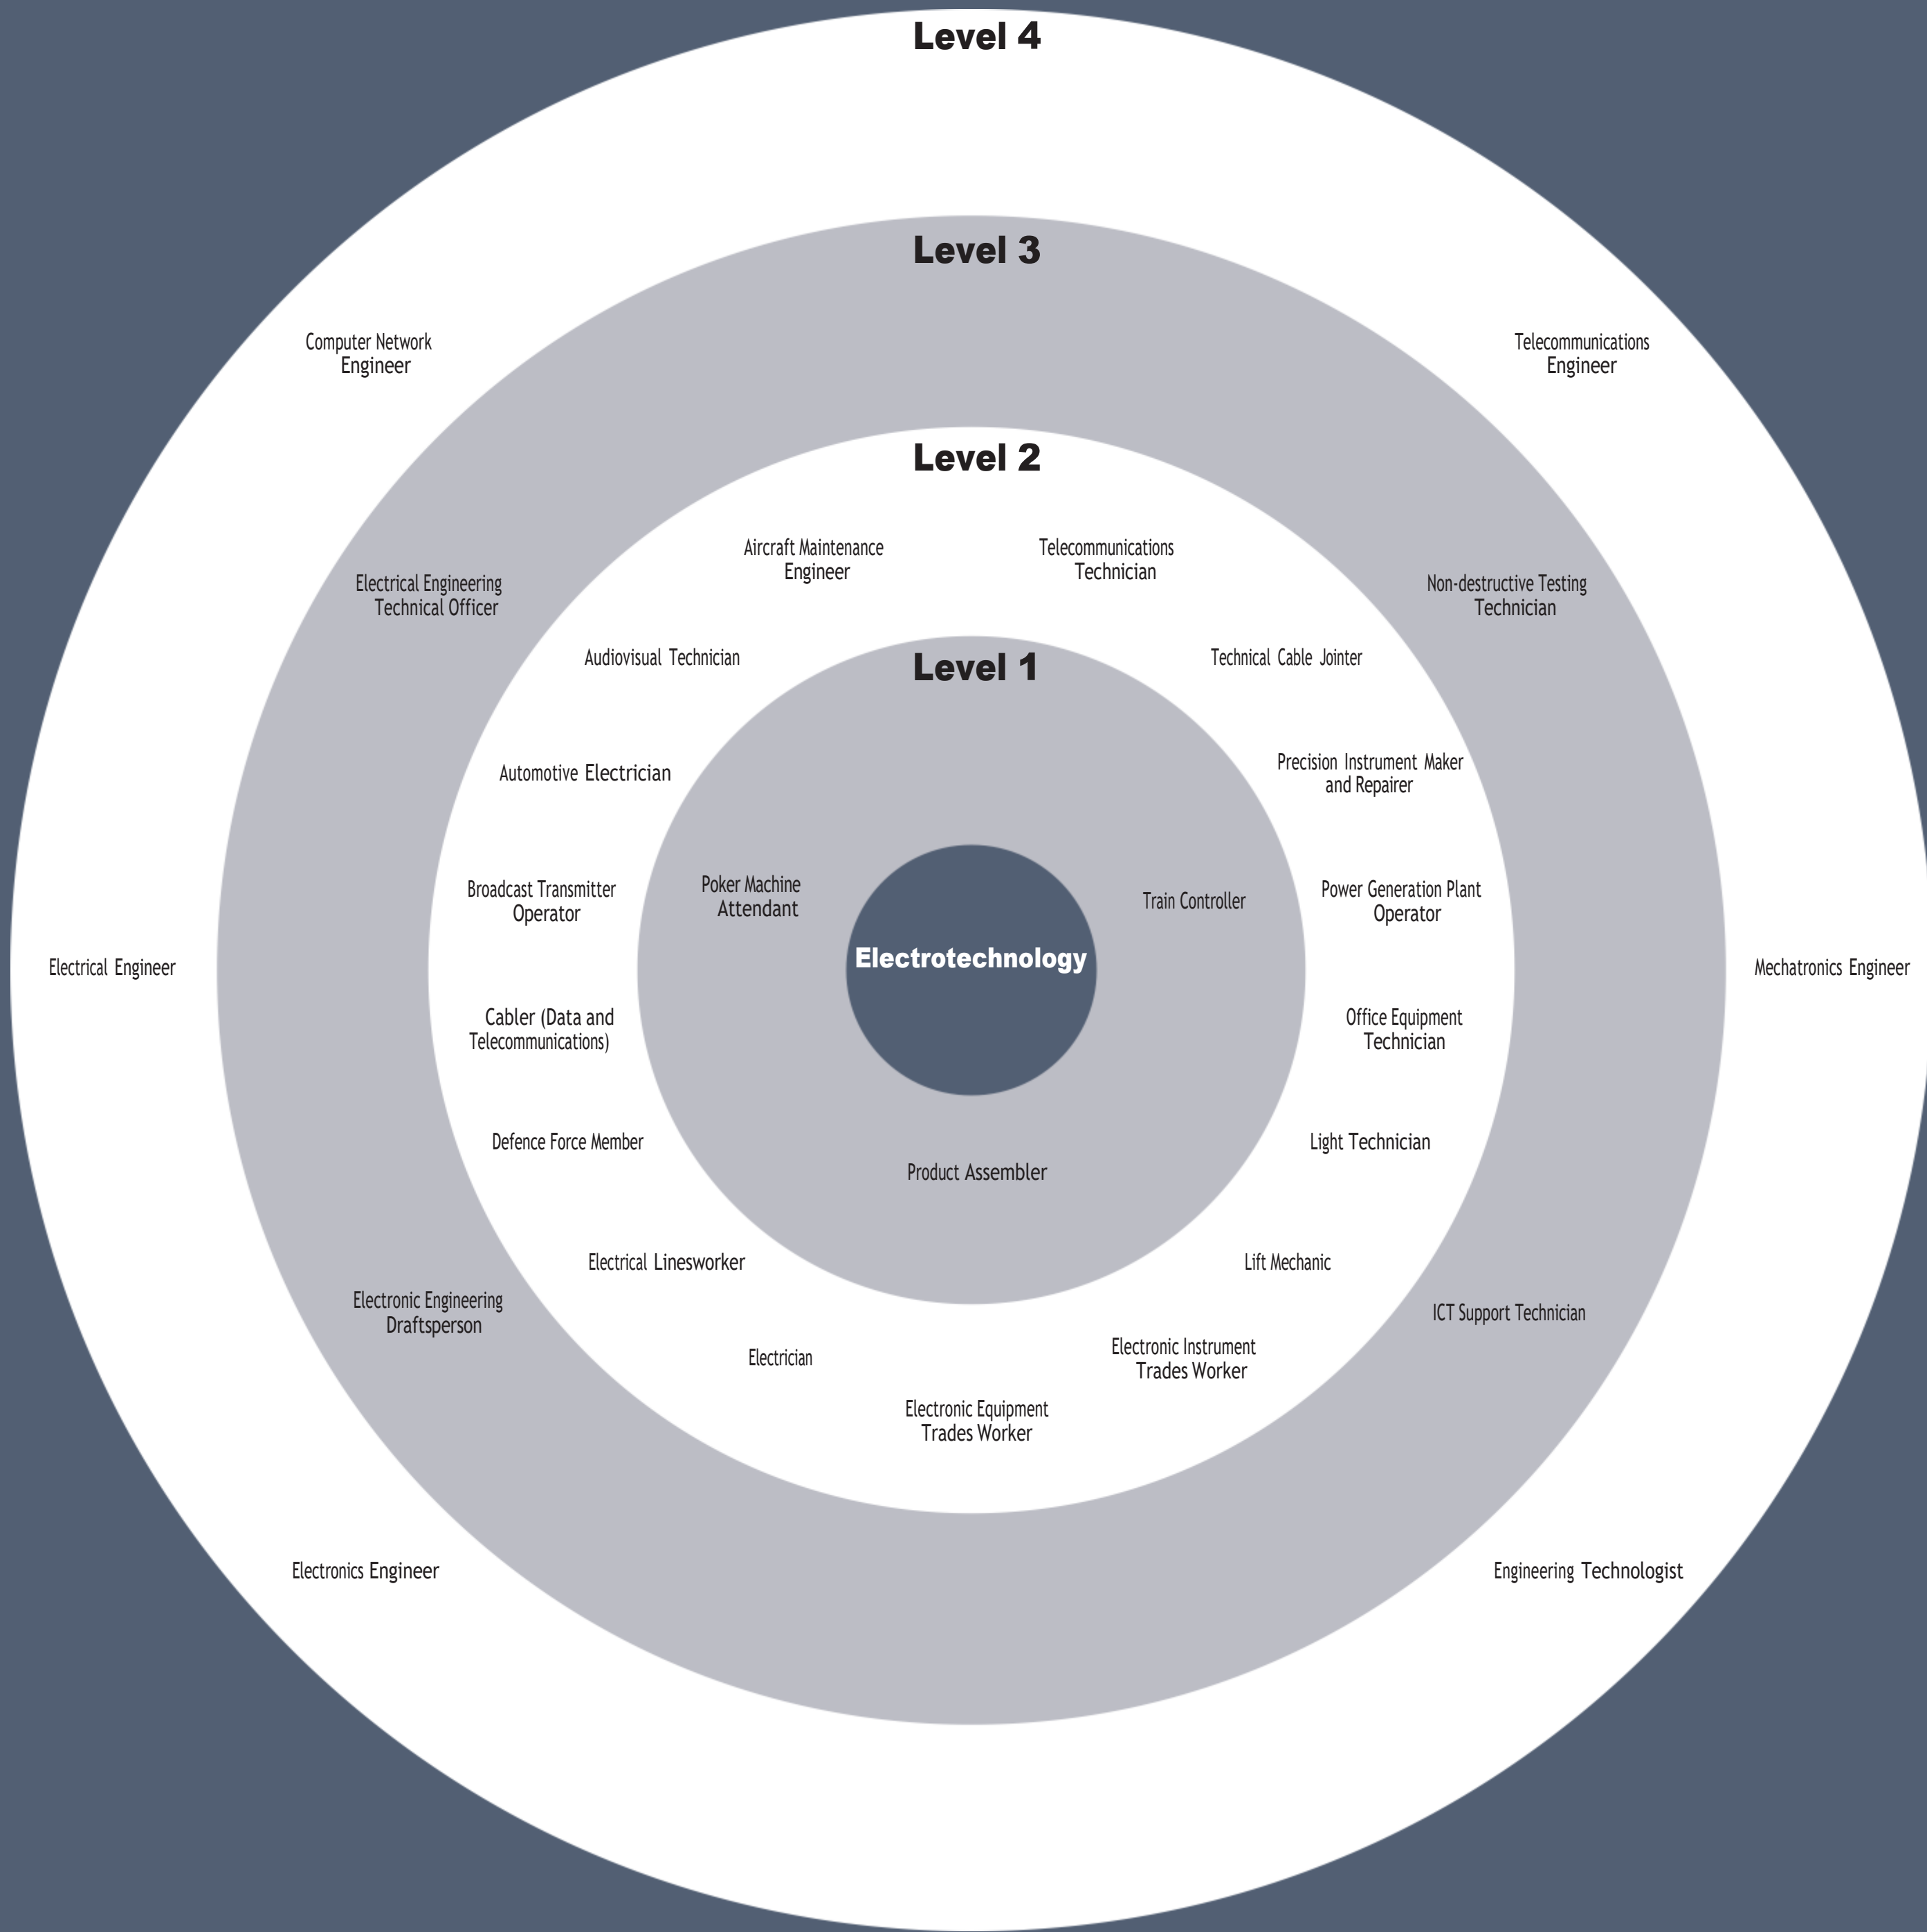 Level 4
Computer Network
Engineer
Telecommunications
Engineer
Electrical Engineer
Mechatronics Engineer
Electronics Engineer
Engineering Technologist
Level 3
Electrical Engineering
Technical Officer
Non-destructive Testing
Technician
Electronic Engineering
Draftsperson
ICT Support Technician
Level 2
Aircraft Maintenance
Engineer
Telecommunications
Technician
Audiovisual Technician
Technical Cable Jointer
Automotive Electrician
Precision Instrument Maker
and Repairer
Broadcast Transmitter
Operator
Power Generation Plant
Operator
Cabler (Data and
Telecommunications)
Office Equipment
Technician
Defence Force Member
Light Technician
Electrical Linesworker
Lift Mechanic
Electrician
Electronic Instrument
Trades Worker
Electronic Equipment
Trades Worker
Level 1
Poker Machine
Attendant
Train Controller
Product Assembler
Electrotechnology